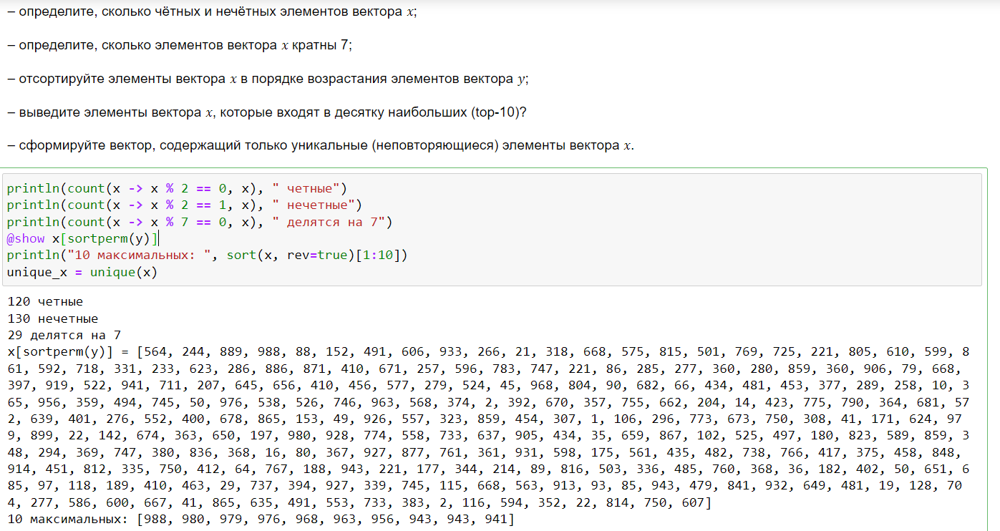 – определите, сколько чётных и нечётных элементов вектора x;
– определите, сколько элементов вектора x кратны 7;
– отсортируйте элементы вектора x в порядке возрастания элементов вектора y;
– выведите элементы вектора x, которые входят в десятку наибольших (top-10)?
– сформируйте вектор, содержащий только уникальные (неповторяющиеся) элементы вектора x.
println(count(x -> x % 2 == 0, x), " четные")
println(count(x -> x % 2 == 1, x), " нечетные")
println(count(x -> x % 7 == 0, x), " делятся на 7")
@show x[sortperm(y)]
println("10 максимальных: ", sort(x, rev=true)[1:10])
unique_x = unique(x)
120 четные
130 нечетные
29 делятся на 7
x[sortperm(y)] = [564, 244, 889, 988, 88, 152, 491, 606, 933, 266, 21, 318, 668, 575, 815, 501, 769, 725, 221, 805, 610, 599, 8
61, 592, 718, 331, 233, 623, 286, 886, 871, 410, 671, 257, 596, 783, 747, 221, 86, 285, 277, 360, 280, 859, 360, 906, 79, 668,
397, 919, 522, 941, 711, 207, 645, 656, 410, 456, 577, 279, 524, 45, 968, 804, 90, 682, 66, 434, 481, 453, 377, 289, 258, 10, 3
65, 956, 359, 494, 745, 50, 976, 538, 526, 746, 963, 568, 374, 2, 392, 670, 357, 755, 662, 204, 14, 423, 775, 790, 364, 681, 57
2, 639, 401, 276, 552, 400, 678, 865, 153, 49, 926, 557, 323, 859, 454, 307, 1, 106, 296, 773, 673, 750, 308, 41, 171, 624, 97
9, 899, 22, 142, 674, 363, 650, 197, 980, 928, 774, 558, 733, 637, 905, 434, 35, 659, 867, 102, 525, 497, 180, 823, 589, 859, 3
48, 294, 369, 747, 380, 836, 368, 16, 80, 367, 927, 877, 761, 361, 931, 598, 175, 561, 435, 482, 738, 766, 417, 375, 458, 848,
914, 451, 812, 335, 750, 412, 64, 767, 188, 943, 221, 177, 344, 214, 89, 816, 503, 336, 485, 760, 368, 36, 182, 402, 50, 651, 6
85, 97, 118, 189, 410, 463, 29, 737, 394, 927, 339, 745, 115, 668, 563, 913, 93, 85, 943, 479, 841, 932, 649, 481, 19, 128, 70
4, 277, 586, 600, 667, 41, 865, 635, 491, 553, 733, 383, 2, 116, 594, 352, 22, 814, 750, 607]
10 максимальных: [988, 980, 979, 976, 968, 963, 956, 943, 943, 941]